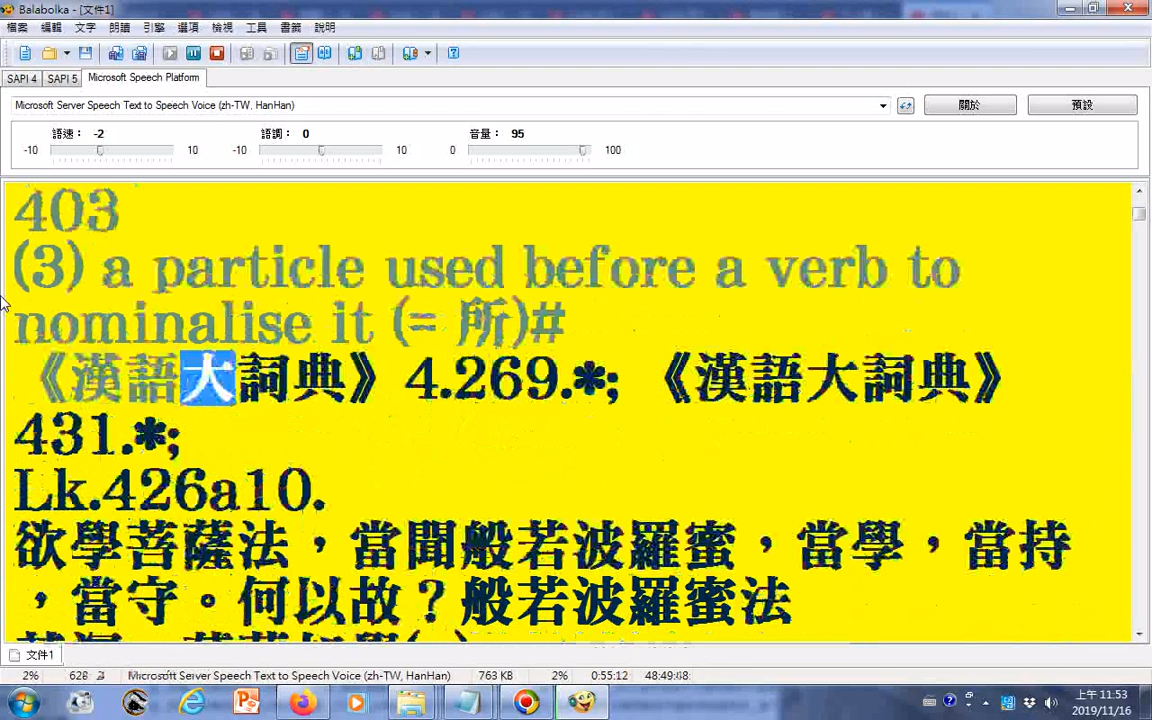 Balabolka - [文件1]
檔案 編輯 文字 朗讀 引擎 選項 檢視 工具 書籤 說明
SAPI 4 SAPI 5 Microsoft Speech Platform
Microsoft Server Speech Text to Speech Voice (zh-TW, HanHan) 關於 預設
語速： -2 語調： 0 音量： 95
-10 10 -10 10 0 100
403
(3) a particle used before a verb to
nominalise it (= 所)#
《漢語大詞典》 4.269.*; 《漢語大詞典》
431.*;
Lk.426a10.
欲學菩薩法，當聞般若波羅蜜，當學，當持
，當守。何以故？般若波羅蜜法
文件1
2% 628 Microsoft Server Speech Text to Speech Voice (zh-TW, HanHan) 763 KB 2% 0:55:12 48:49:48
上午 11:53
2019/11/16